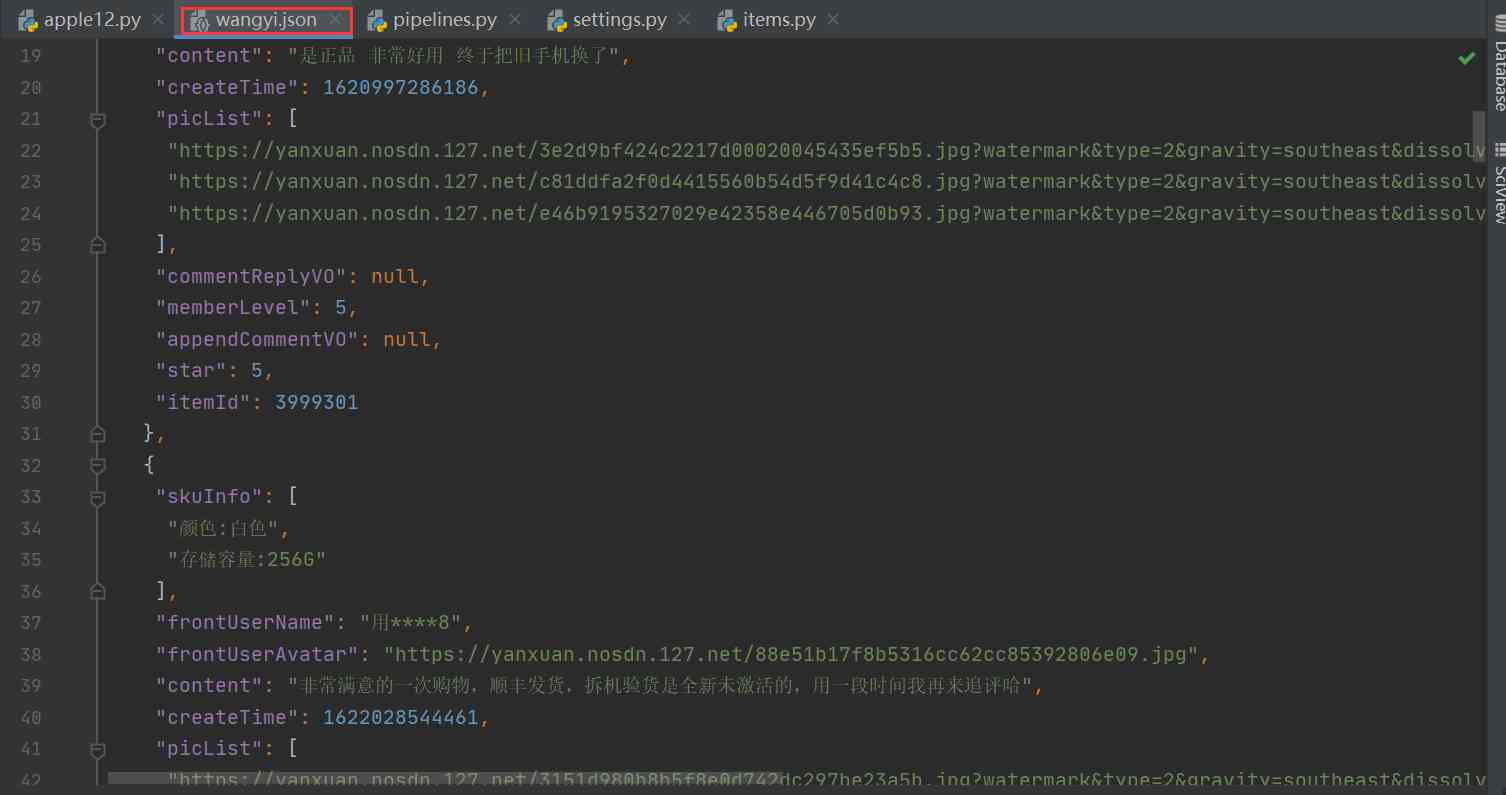 apple12.py wangyi.json pipelines.py settings.py items.py
19 "content": "是正品 非常好用 终于把旧手机换了",
20 "createTime": 1620997286186,
21 "picList": [
22 "https://yanxuan.nosdn.127.net/3e2d9bf424c2217d00020045435ef5b5.jpg?watermark&type=2&gravity=southeast&dissolv
23 "https://yanxuan.nosdn.127.net/c81ddfa2f0d4415560b54d5f9d41c4c8.jpg?watermark&type=2&gravity=southeast&dissolv
24 "https://yanxuan.nosdn.127.net/e46b9195327029e42358e446705d0b93.jpg?watermark&type=2&gravity=southeast&dissolv
25 ],
26 "commentReplyVO": null,
27 "memberLevel": 5,
28 "appendCommentVO": null,
29 "star": 5,
30 "itemId": 3999301
31 },
32 {
33 "skuInfo": [
34 "颜色:白色",
35 "存储容量:256G"
36 ],
37 "frontUserName": "用****8",
38 "frontUserAvatar": "https://yanxuan.nosdn.127.net/88e51b17f8b5316cc62cc85392806e09.jpg",
39 "content": "非常满意的一次购物，顺丰发货，拆机验货是全新未激活的，用一段时间我再来追评哈",
40 "createTime": 1622028544461,
41 "picList": [
42 "https://yanxuan.nosdn.127.net/3151d980b8b5f8e0d742dc297be23a5b.jpg?watermark&type=2&gravity=southeast&dissolv
Database
SciView